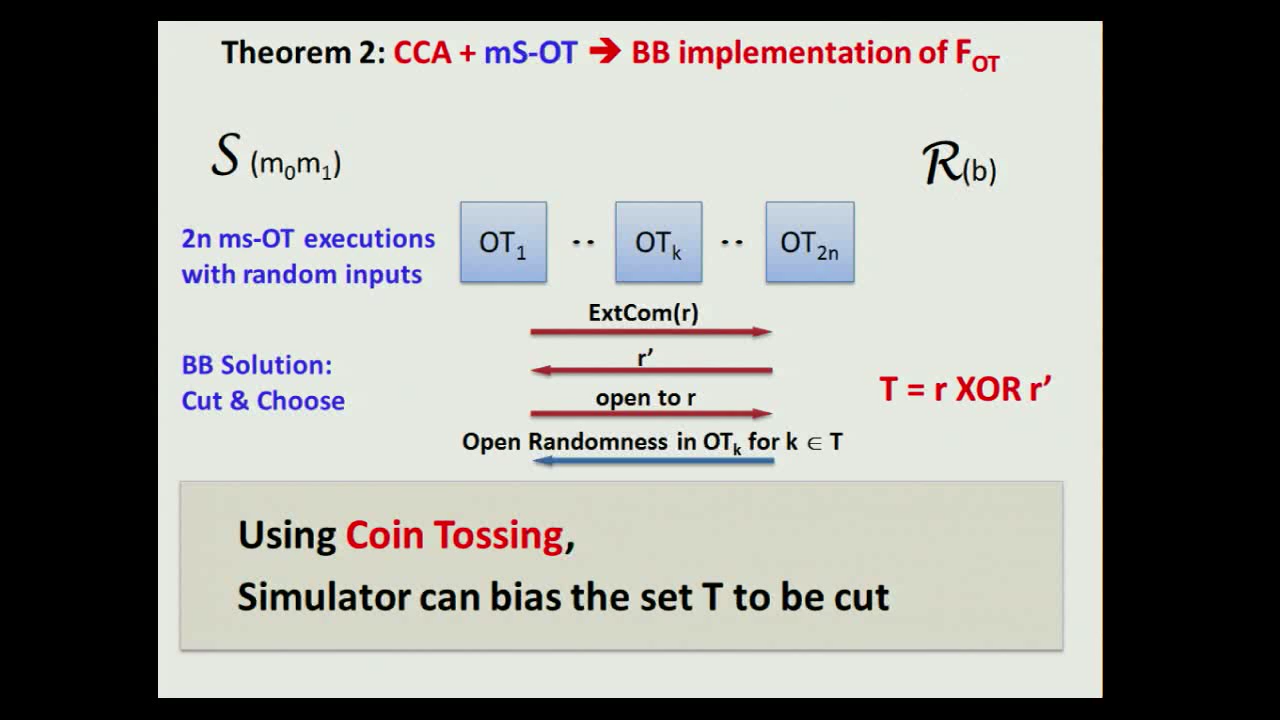 Theorem 2: CCA + mS-OT ➔ BB implementation of F_OT
S (m₀m₁)
R (b)
2n ms-OT executions
with random inputs
OT₁ ·· OTₖ ·· OT₂ₙ
ExtCom(r)
r’
BB Solution:
Cut & Choose
T = r XOR r’
open to r
Open Randomness in OTₖ for k ∈ T
Using Coin Tossing,
Simulator can bias the set T to be cut